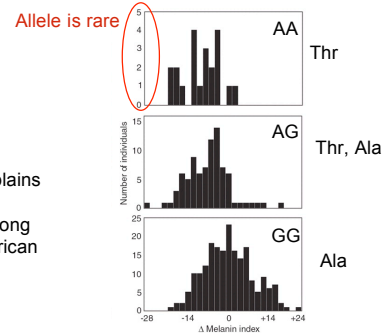 Allele is rare
5
4
3
2
1
0
AA
Thr
15
10
5
0
AG
Thr, Ala
Number of individuals
plains
ong
rican
25
20
15
10
5
0
GG
Ala
-28 -14 0 +14 +24
Δ Melanin index